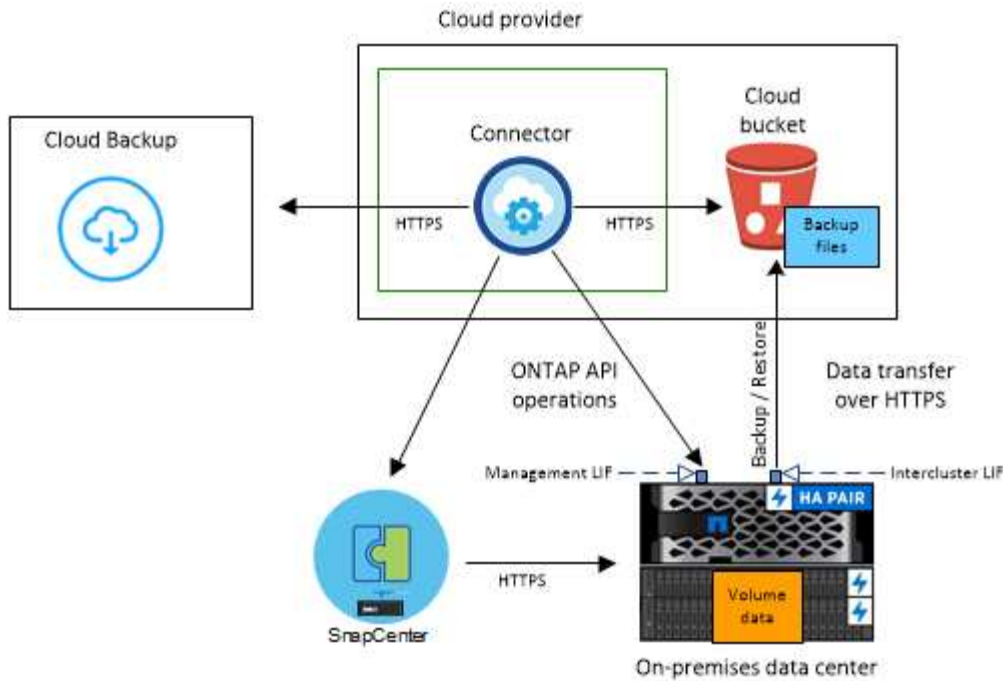 Cloud provider
Cloud Backup
Connector
Cloud
bucket
HTTPS
HTTPS
Backup
files
ONTAP API
operations
Backup / Restore
Data transfer
over HTTPS
Management LIF
Intercluster LIF
HA PAIR
HTTPS
Volume
data
SnapCenter
On-premises data center